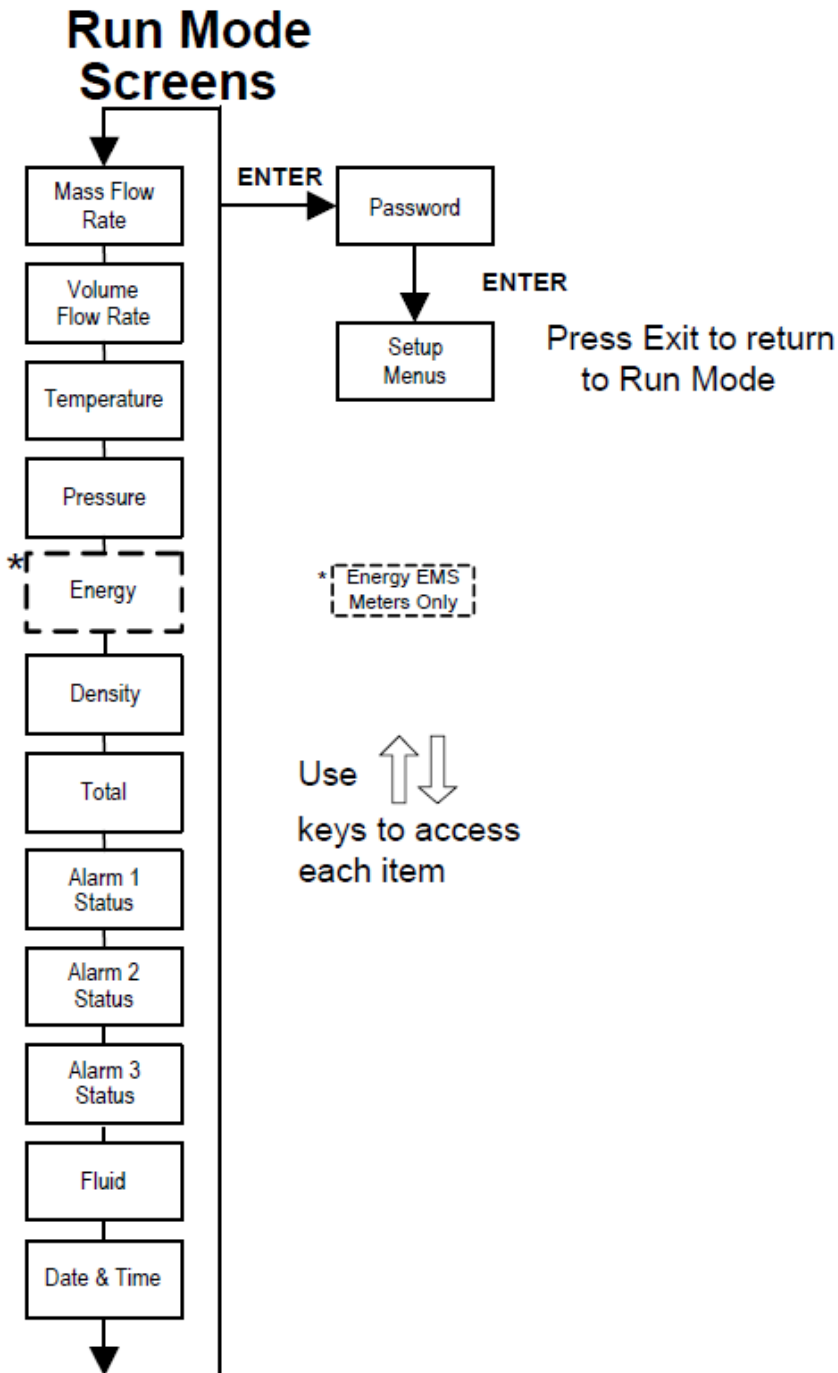 Run Mode
Screens
Mass Flow
Rate
ENTER
Password
Volume
Flow Rate
ENTER
Setup
Menus
Press Exit to return
to Run Mode
Temperature
Pressure
*
Energy
* Energy EMS
Meters Only
Density
Total
Use
keys to access
each item
Alarm 1
Status
Alarm 2
Status
Alarm 3
Status
Fluid
Date & Time